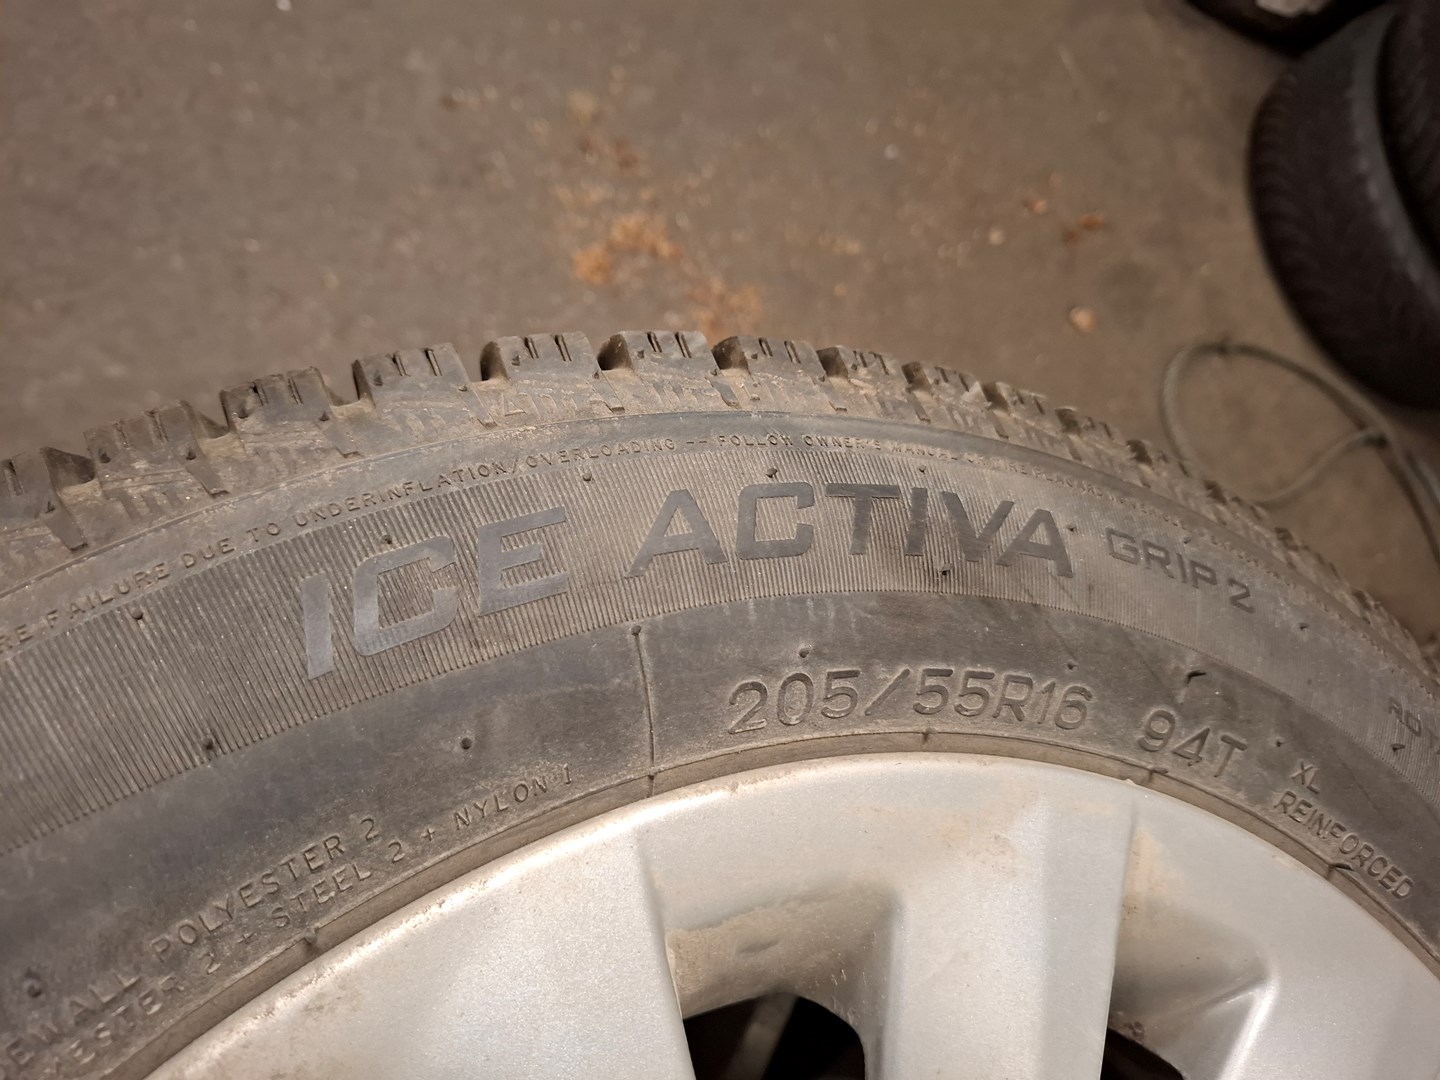 FAILURE DUE TO UNDERINFLATION/OVERLOADING -- FOLLOW OWNER'S MANUAL
ICE ACTIVA GRIP 2
205/55R16 94T
XL
REINFORCED
POLYESTER 2
2 + STEEL 2 + NYLON 1